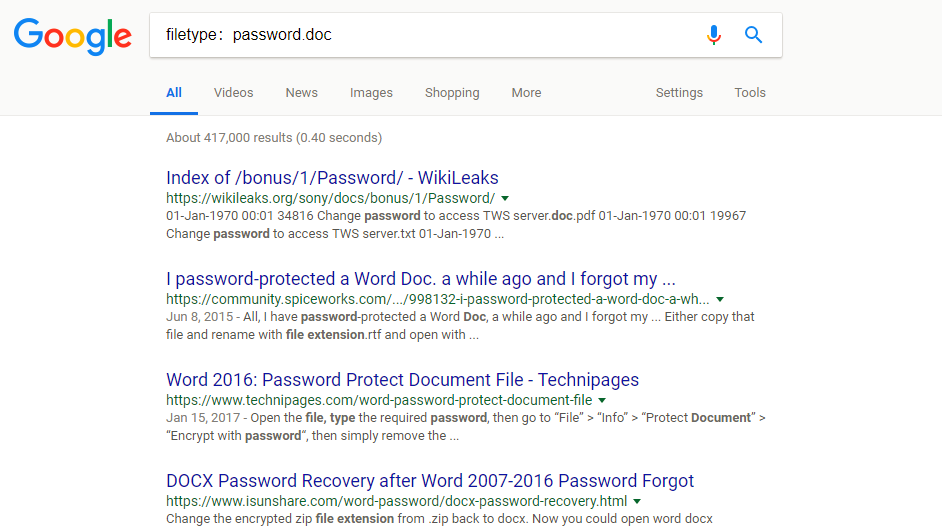 Google
filetype: password.doc
All Videos News Images Shopping More Settings Tools
About 417,000 results (0.40 seconds)
Index of /bonus/1/Password/ - WikiLeaks
https://wikileaks.org/sony/docs/bonus/1/Password/
01-Jan-1970 00:01 34816 Change password to access TWS server.doc.pdf 01-Jan-1970 00:01 19967
Change password to access TWS server.txt 01-Jan-1970 ...
I password-protected a Word Doc. a while ago and I forgot my ...
https://community.spiceworks.com/.../998132-i-password-protected-a-word-doc-a-wh...
Jun 8, 2015 - All, I have password-protected a Word Doc, a while ago and I forgot my ... Either copy that
file and rename with file extension.rtf and open with ...
Word 2016: Password Protect Document File - Technipages
https://www.technipages.com/word-password-protect-document-file
Jan 15, 2017 - Open the file, type the required password, then go to “File” > “Info” > “Protect Document” >
“Encrypt with password“, then simply remove the ...
DOCX Password Recovery after Word 2007-2016 Password Forgot
https://www.isunshare.com/word-password/docx-password-recovery.html
Change the encrypted zip file extension from .zip back to docx. Now you could open word docx